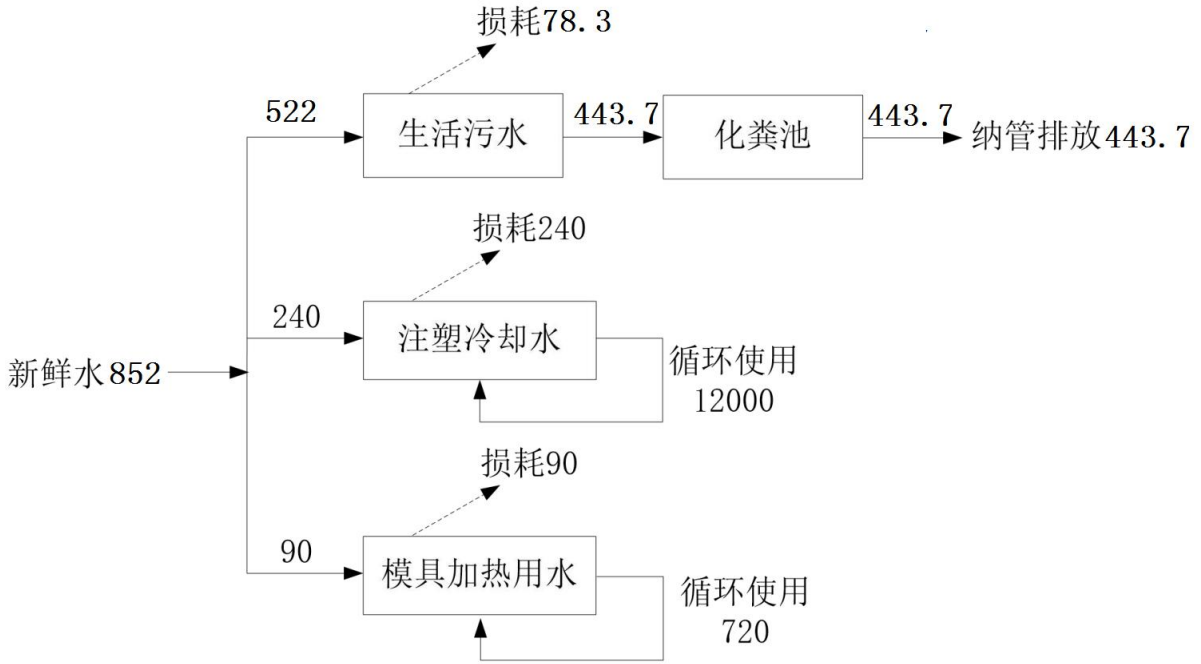 损耗78.3
522
生活污水
443.7
化粪池
443.7
纳管排放443.7
损耗240
240
注塑冷却水
循环使用
12000
新鲜水852
损耗90
90
模具加热用水
循环使用
720